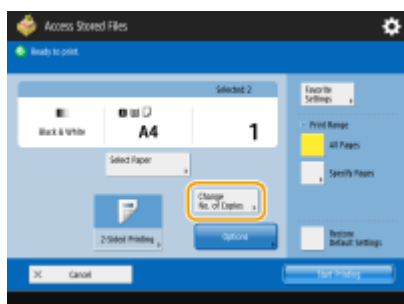 Access Stored Files
Ready to print.
Selected: 2
Black & White
A4
1
Select Paper
Change
No. of Copies
2-Sided Printing
Options
Cancel
Favorite
Settings
Print Range
All Pages
Specify Pages
Restore
Default Settings
Start Printing